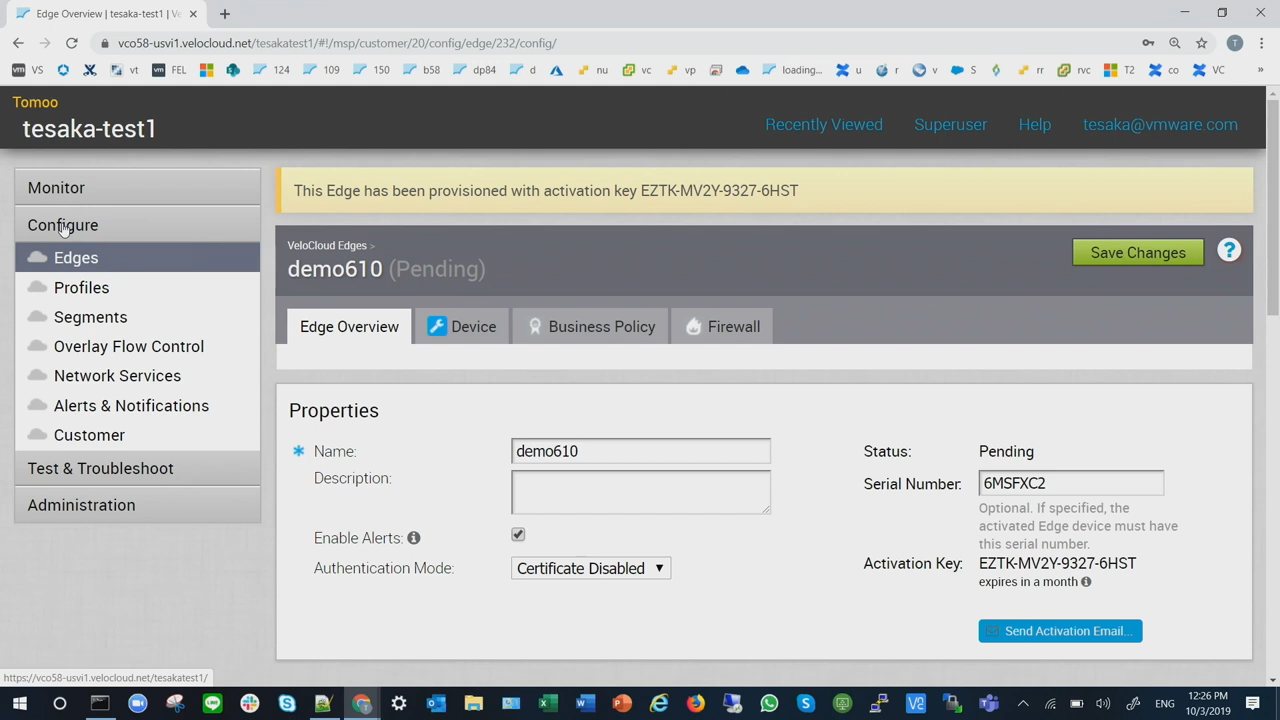 Edge Overview | tesaka-test1 | Ve
vco58-usvi1.velocloud.net/tesakatest1/#!/msp/customer/20/config/edge/232/config/
T
vm VS
vt
vm FEL
124
109
150
b58
dp84
d
nu
vc
vp
loading...
u
r
v
S
rr
rvc
T2
co
VC
»
Tomoo
tesaka-test1
Recently Viewed
Superuser
Help
tesaka@vmware.com
Monitor
Configure
Edges
Profiles
Segments
Overlay Flow Control
Network Services
Alerts & Notifications
Customer
Test & Troubleshoot
Administration
This Edge has been provisioned with activation key EZTK-MV2Y-9327-6HST
VeloCloud Edges >
demo610 (Pending)
Save Changes
?
Edge Overview
Device
Business Policy
Firewall
Properties
Name:
demo610
Description:
Enable Alerts:
Authentication Mode:
Certificate Disabled
Status:
Pending
Serial Number:
6MSFXC2
Optional. If specified, the
activated Edge device must have
this serial number.
Activation Key:
EZTK-MV2Y-9327-6HST
expires in a month
Send Activation Email...
https://vco58-usvi1.velocloud.net/tesakatest1/
ENG
12:26 PM
10/3/2019